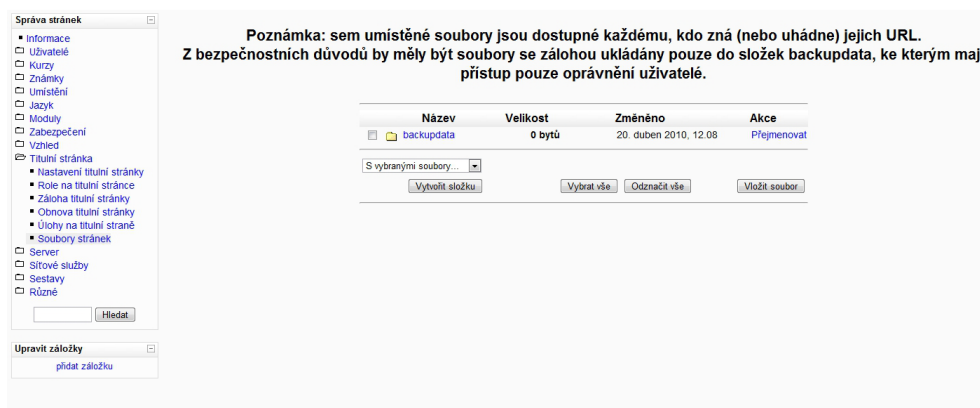 Správa stránek
Informace
Uživatelé
Kurzy
Známky
Umístění
Jazyk
Moduly
Zabezpečení
Vzhled
Titulní stránka
Nastavení titulní stránky
Role na titulní stránce
Záloha titulní stránky
Obnova titulní stránky
Úlohy na titulní straně
Soubory stránek
Server
Síťové služby
Sestavy
Různé
Hledat
Upravit záložky
přidat záložku
Poznámka: sem umístěné soubory jsou dostupné každému, kdo zná (nebo uhádne) jejich URL.
Z bezpečnostních důvodů by měly být soubory se zálohou ukládány pouze do složek backupdata, ke kterým maj
přístup pouze oprávnění uživatelé.
Název Velikost Změněno Akce
backupdata 0 bytů 20. duben 2010, 12.08 Přejmenovat
S vybranými soubory...
Vytvořit složku Vybrat vše Odznačit vše Vložit soubor